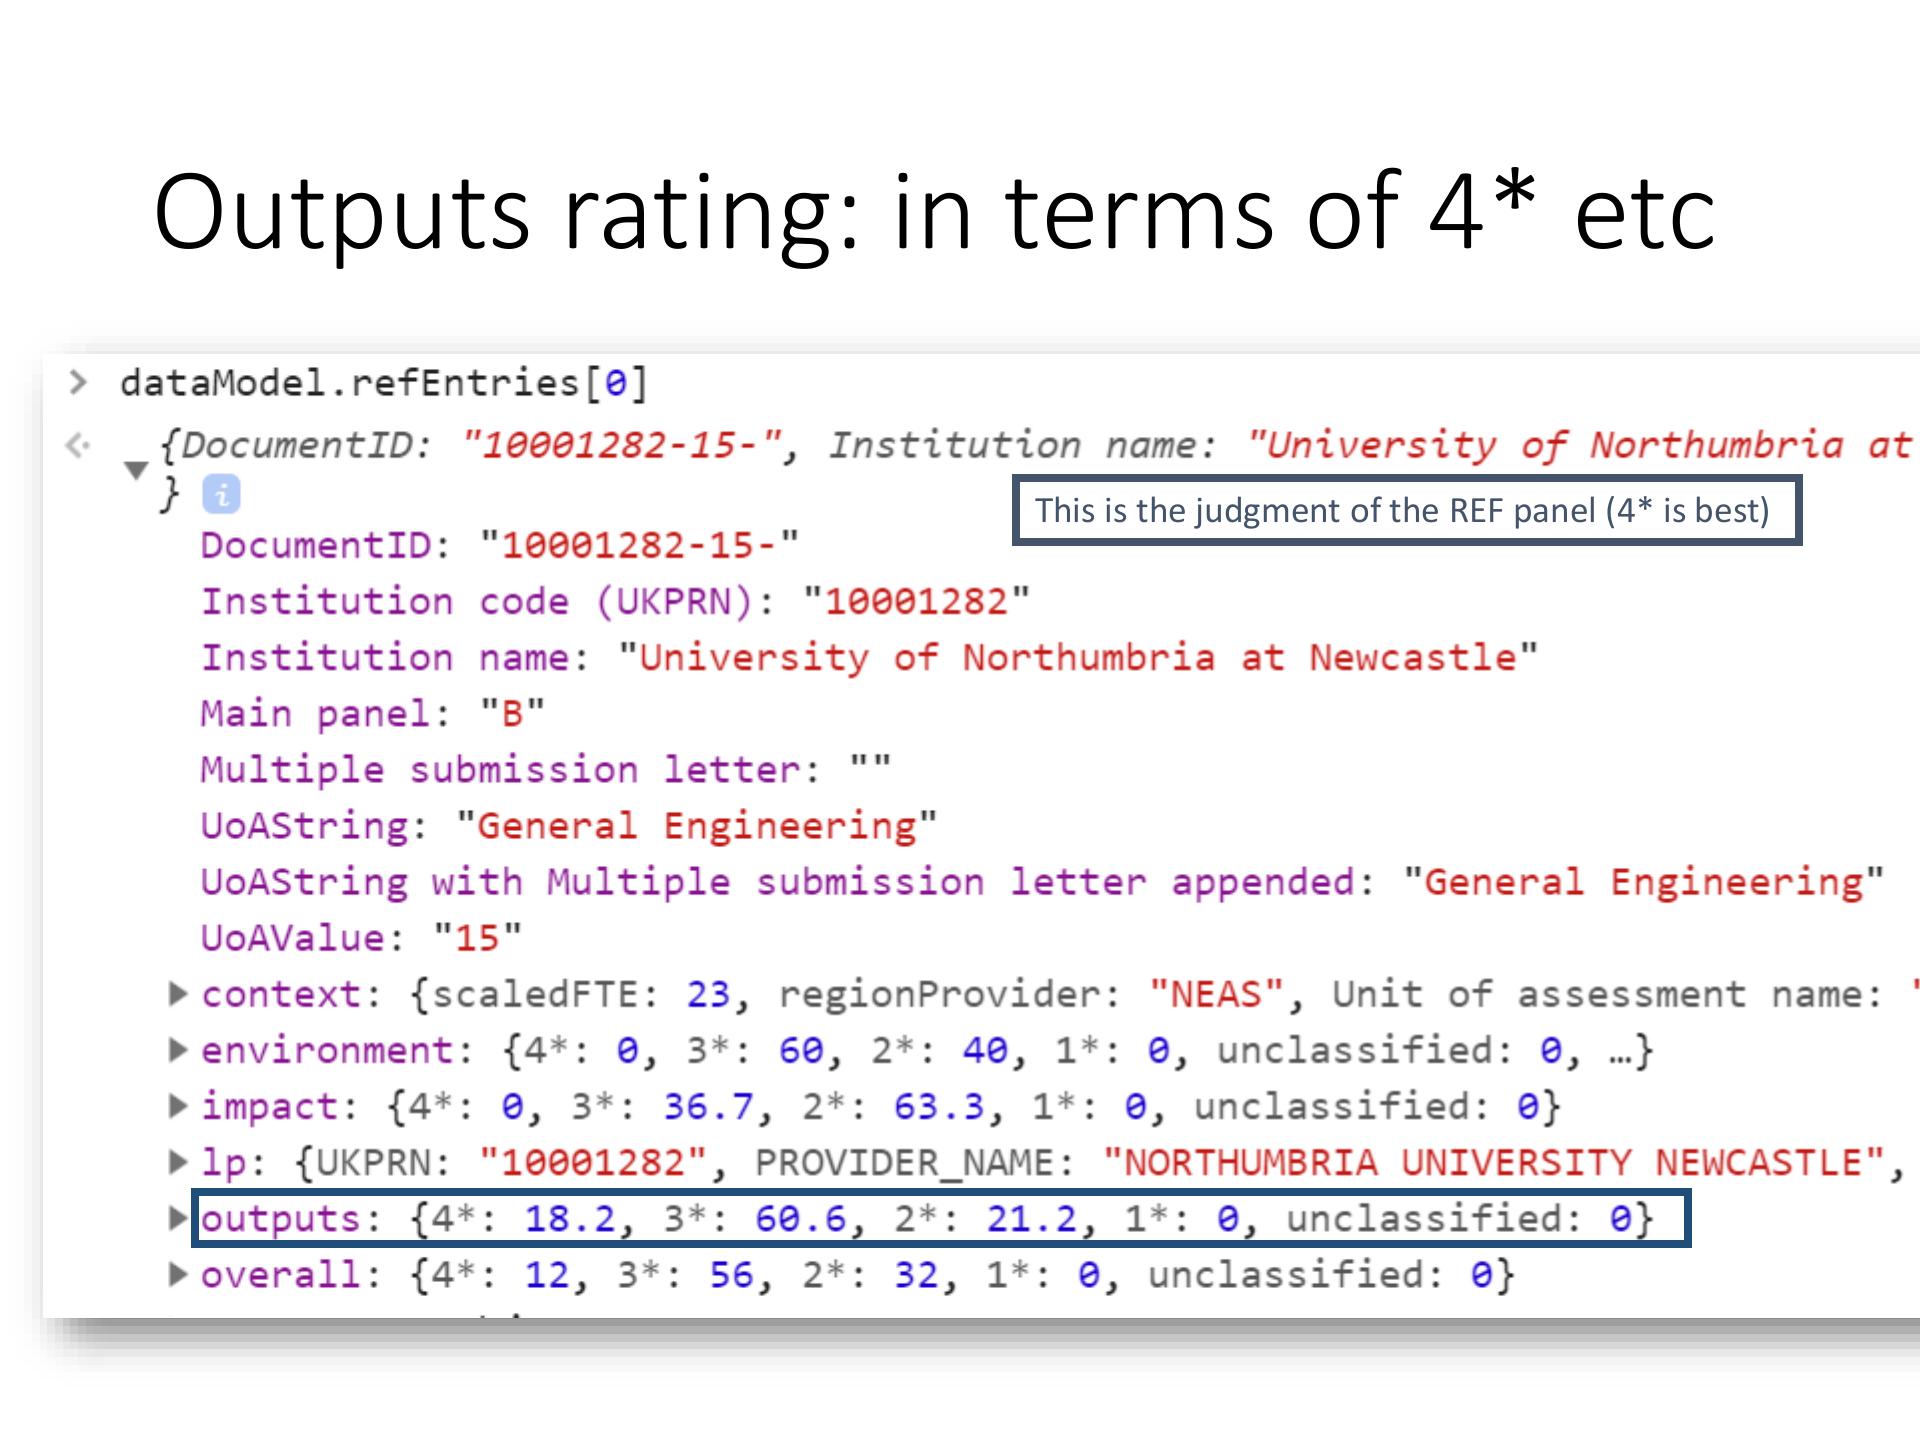 Outputs rating: in terms of 4* etc
> dataModel.refEntries[0]
{DocumentID: "10001282-15-", Institution name: "University of Northumbria at
} i
This is the judgment of the REF panel (4* is best)
DocumentID: "10001282-15-"
Institution code (UKPRN): "10001282"
Institution name: "University of Northumbria at Newcastle"
Main panel: "B"
Multiple submission letter: ""
UoAString: "General Engineering"
UoAString with Multiple submission letter appended: "General Engineering"
UoAValue: "15"
context: {scaledFTE: 23, regionProvider: "NEAS", Unit of assessment name: "
environment: {4*: 0, 3*: 60, 2*: 40, 1*: 0, unclassified: 0, …}
impact: {4*: 0, 3*: 36.7, 2*: 63.3, 1*: 0, unclassified: 0}
lp: {UKPRN: "10001282", PROVIDER_NAME: "NORTHUMBRIA UNIVERSITY NEWCASTLE",
outputs: {4*: 18.2, 3*: 60.6, 2*: 21.2, 1*: 0, unclassified: 0}
overall: {4*: 12, 3*: 56, 2*: 32, 1*: 0, unclassified: 0}